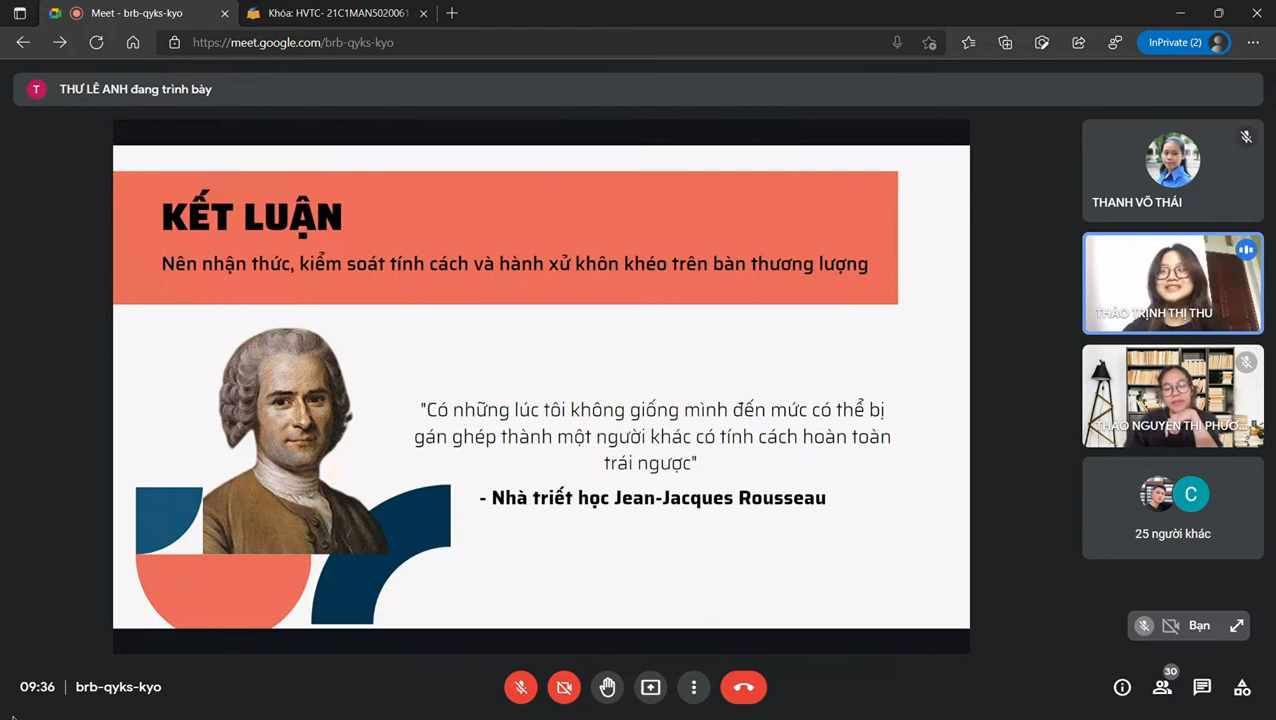 Meet - brb-qyks-kyo
Khóa: HVTC- 21C1MAN5020061
https://meet.google.com/brb-qyks-kyo
InPrivate (2)
T
THƯ LÊ ANH đang trình bày
KẾT LUẬN
Nên nhận thức, kiểm soát tính cách và hành xử khôn khéo trên bàn thương lượng
"Có những lúc tôi không giống mình đến mức có thể bị
gán ghép thành một người khác có tính cách hoàn toàn
trái ngược"
- Nhà triết học Jean-Jacques Rousseau
THANH VÕ THÁI
THẢO TRỊNH THỊ THU
THẢO NGUYỄN THỊ PHƯƠ...
C
25 người khác
Bạn
09:36 | brb-qyks-kyo
30